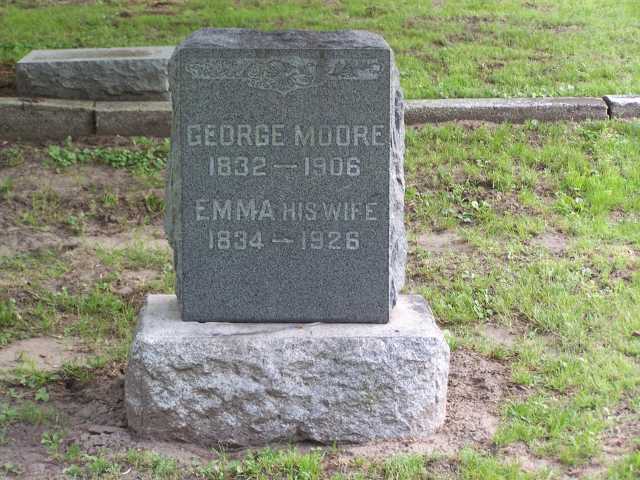 GEORGE MOORE
1832 — 1906
EMMA HIS WIFE
1834 — 1926